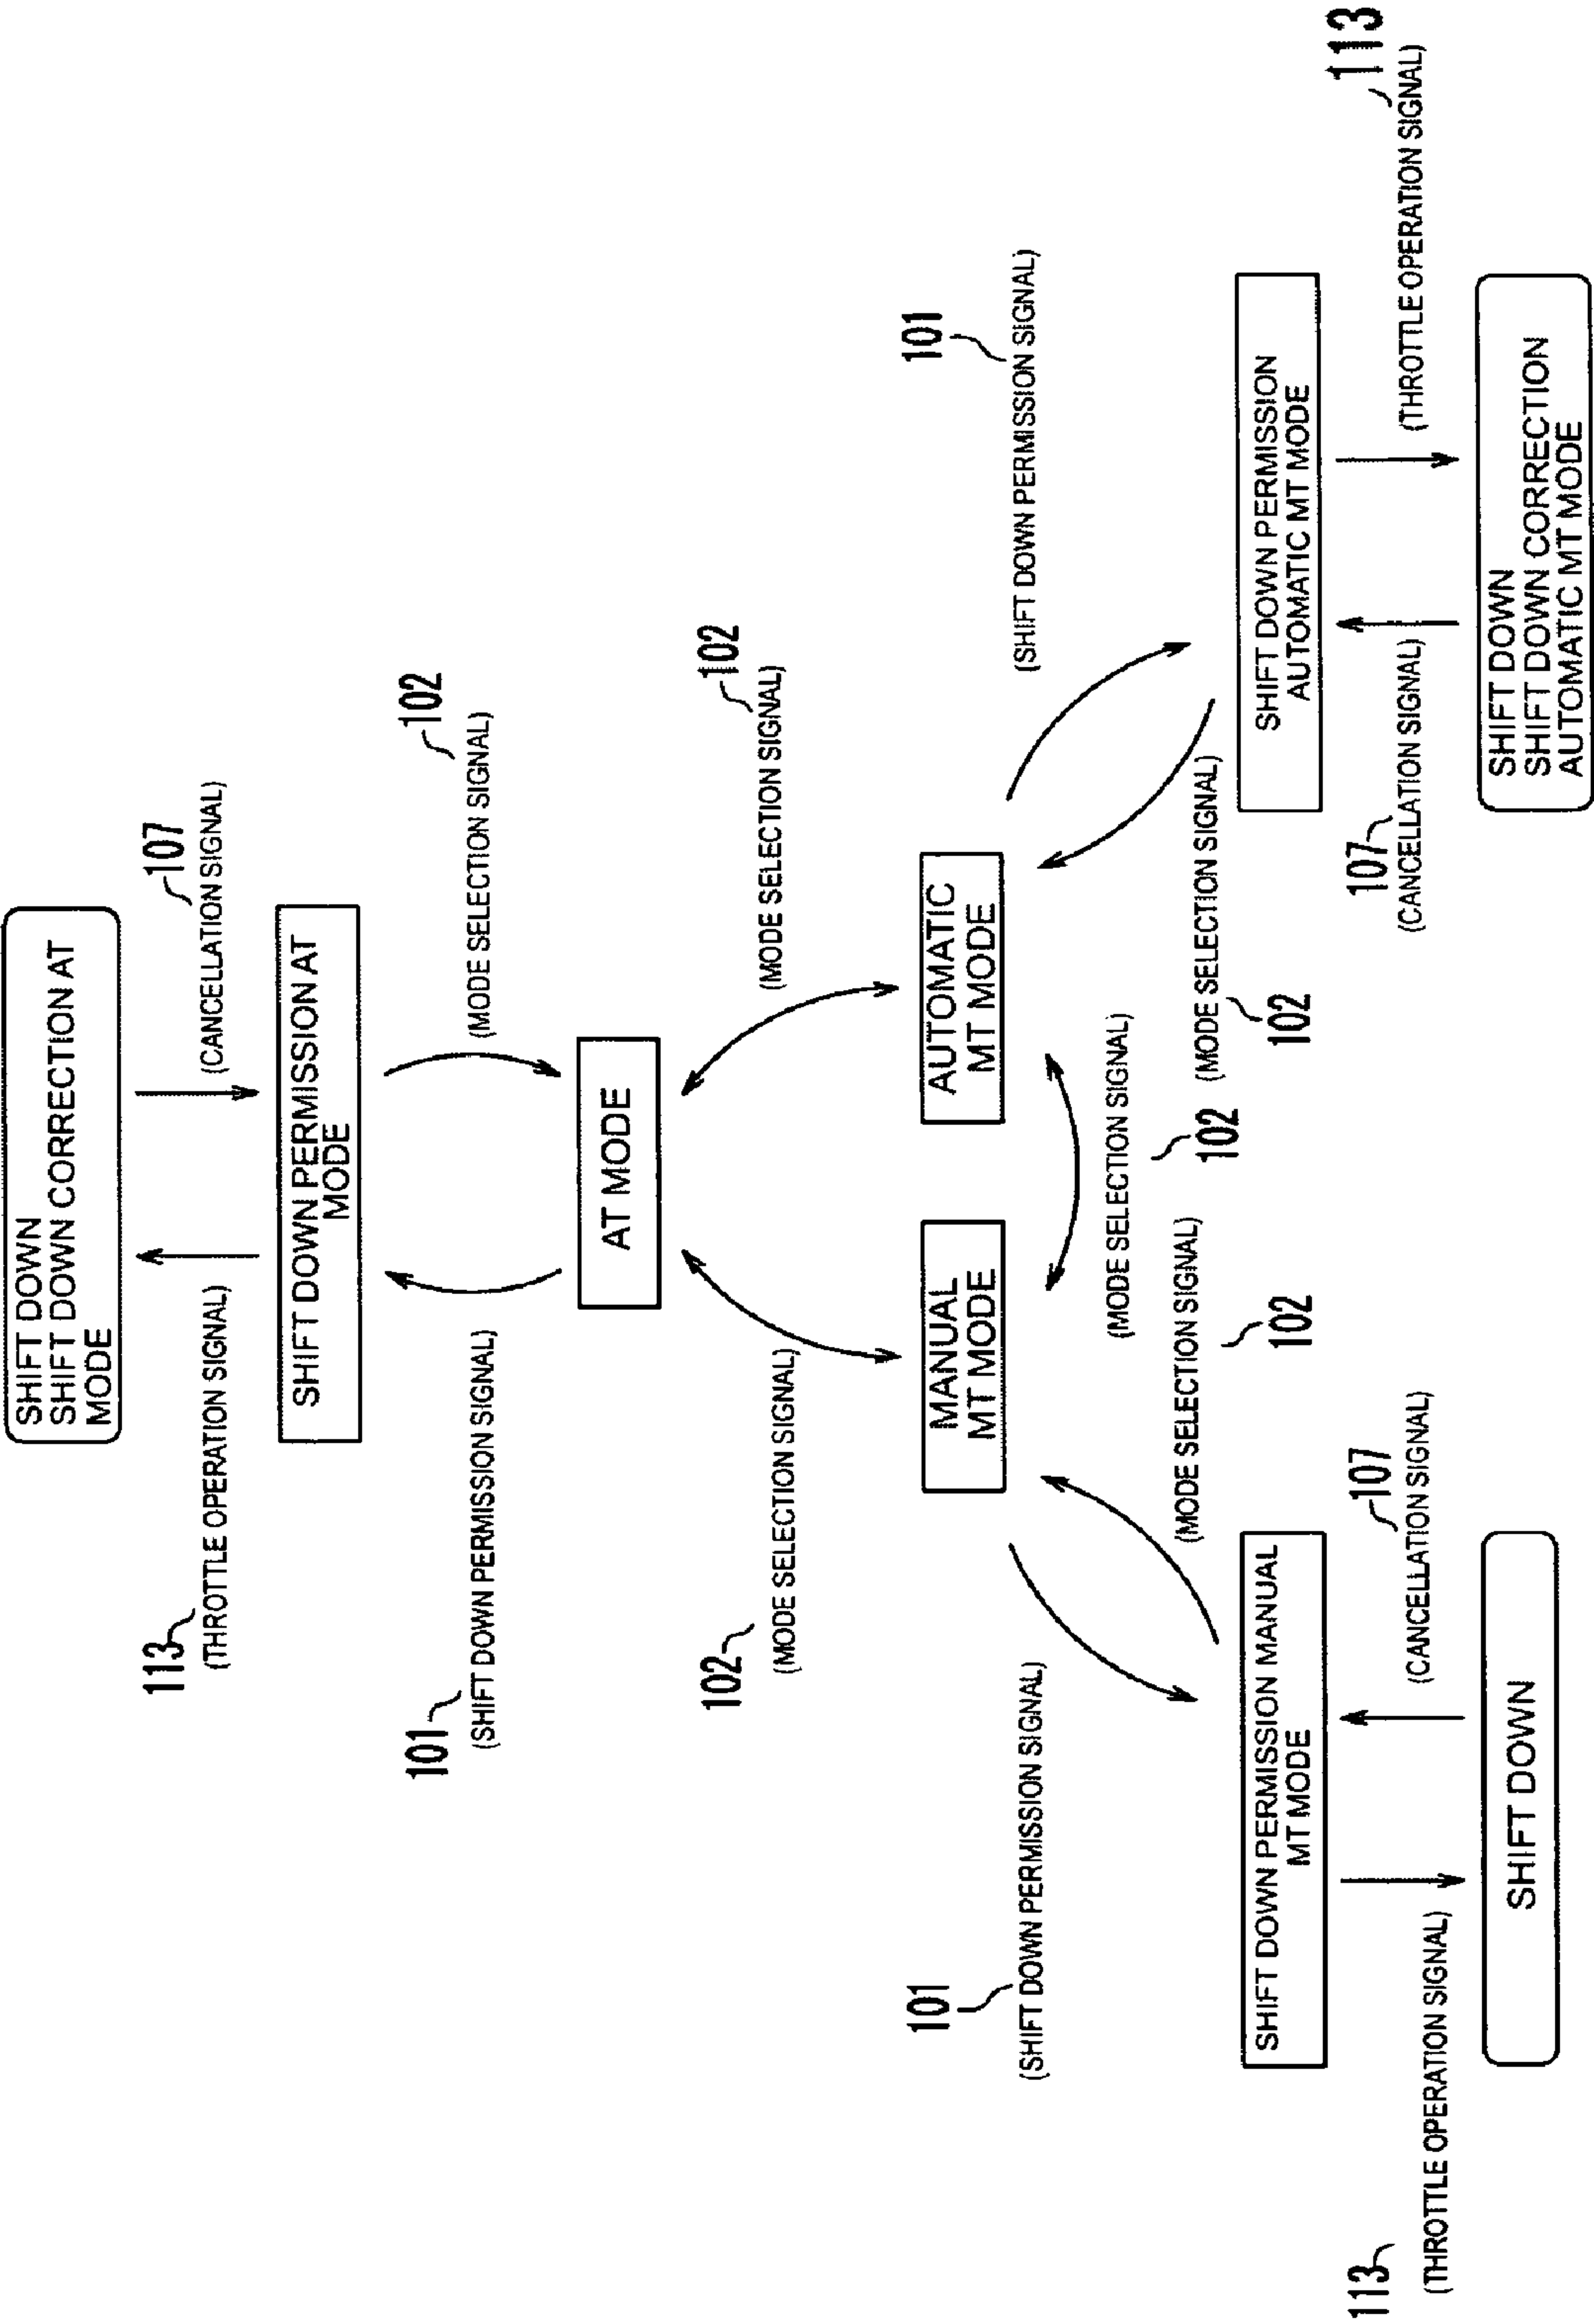 SHIFT DOWN
SHIFT DOWN CORRECTION AT
MODE
113
(THROTTLE OPERATION SIGNAL)
107
(CANCELLATION SIGNAL)
SHIFT DOWN PERMISSION AT
MODE
101
(SHIFT DOWN PERMISSION SIGNAL)
102
(MODE SELECTION SIGNAL)
AT MODE
102
(MODE SELECTION SIGNAL)
102
(MODE SELECTION SIGNAL)
MANUAL
MT MODE
AUTOMATIC
MT MODE
101
(SHIFT DOWN PERMISSION SIGNAL)
101
(SHIFT DOWN PERMISSION SIGNAL)
(MODE SELECTION SIGNAL)
102
(MODE SELECTION SIGNAL)
102
(MODE SELECTION SIGNAL)
102
SHIFT DOWN PERMISSION MANUAL
MT MODE
SHIFT DOWN PERMISSION
AUTOMATIC MT MODE
113
(THROTTLE OPERATION SIGNAL)
107
(CANCELLATION SIGNAL)
107
(CANCELLATION SIGNAL)
113
(THROTTLE OPERATION SIGNAL)
SHIFT DOWN
SHIFT DOWN
SHIFT DOWN CORRECTION
AUTOMATIC MT MODE